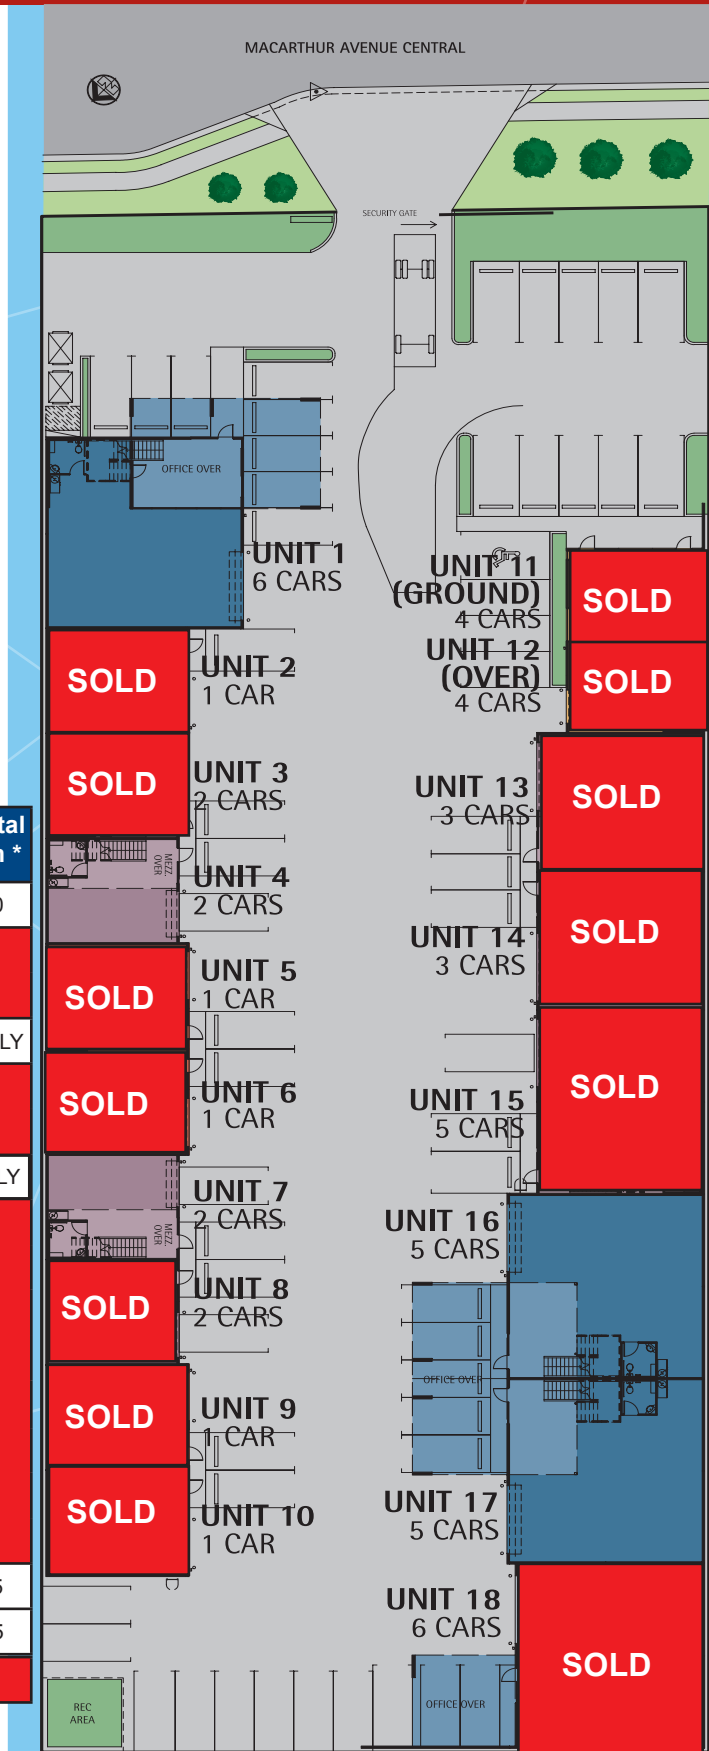 MACARTHUR AVENUE CENTRAL
SECURITY GATE
OFFICE OVER
UNIT 1
6 CARS
SOLD
UNIT 2
1 CAR
SOLD
UNIT 3
2 CARS
MEZZ.
OVER
UNIT 4
2 CARS
SOLD
UNIT 5
1 CAR
SOLD
UNIT 6
1 CAR
UNIT 7
2 CARS
MEZZ.
OVER
SOLD
UNIT 8
2 CARS
SOLD
UNIT 9
1 CAR
SOLD
UNIT 10
1 CAR
REC
AREA
UNIT 11
(GROUND)
4 CARS
SOLD
UNIT 12
(OVER)
4 CARS
SOLD
UNIT 13
3 CARS
SOLD
UNIT 14
3 CARS
SOLD
UNIT 15
5 CARS
SOLD
UNIT 16
5 CARS
OFFICE OVER
UNIT 17
5 CARS
UNIT 18
6 CARS
SOLD
OFFICE OVER